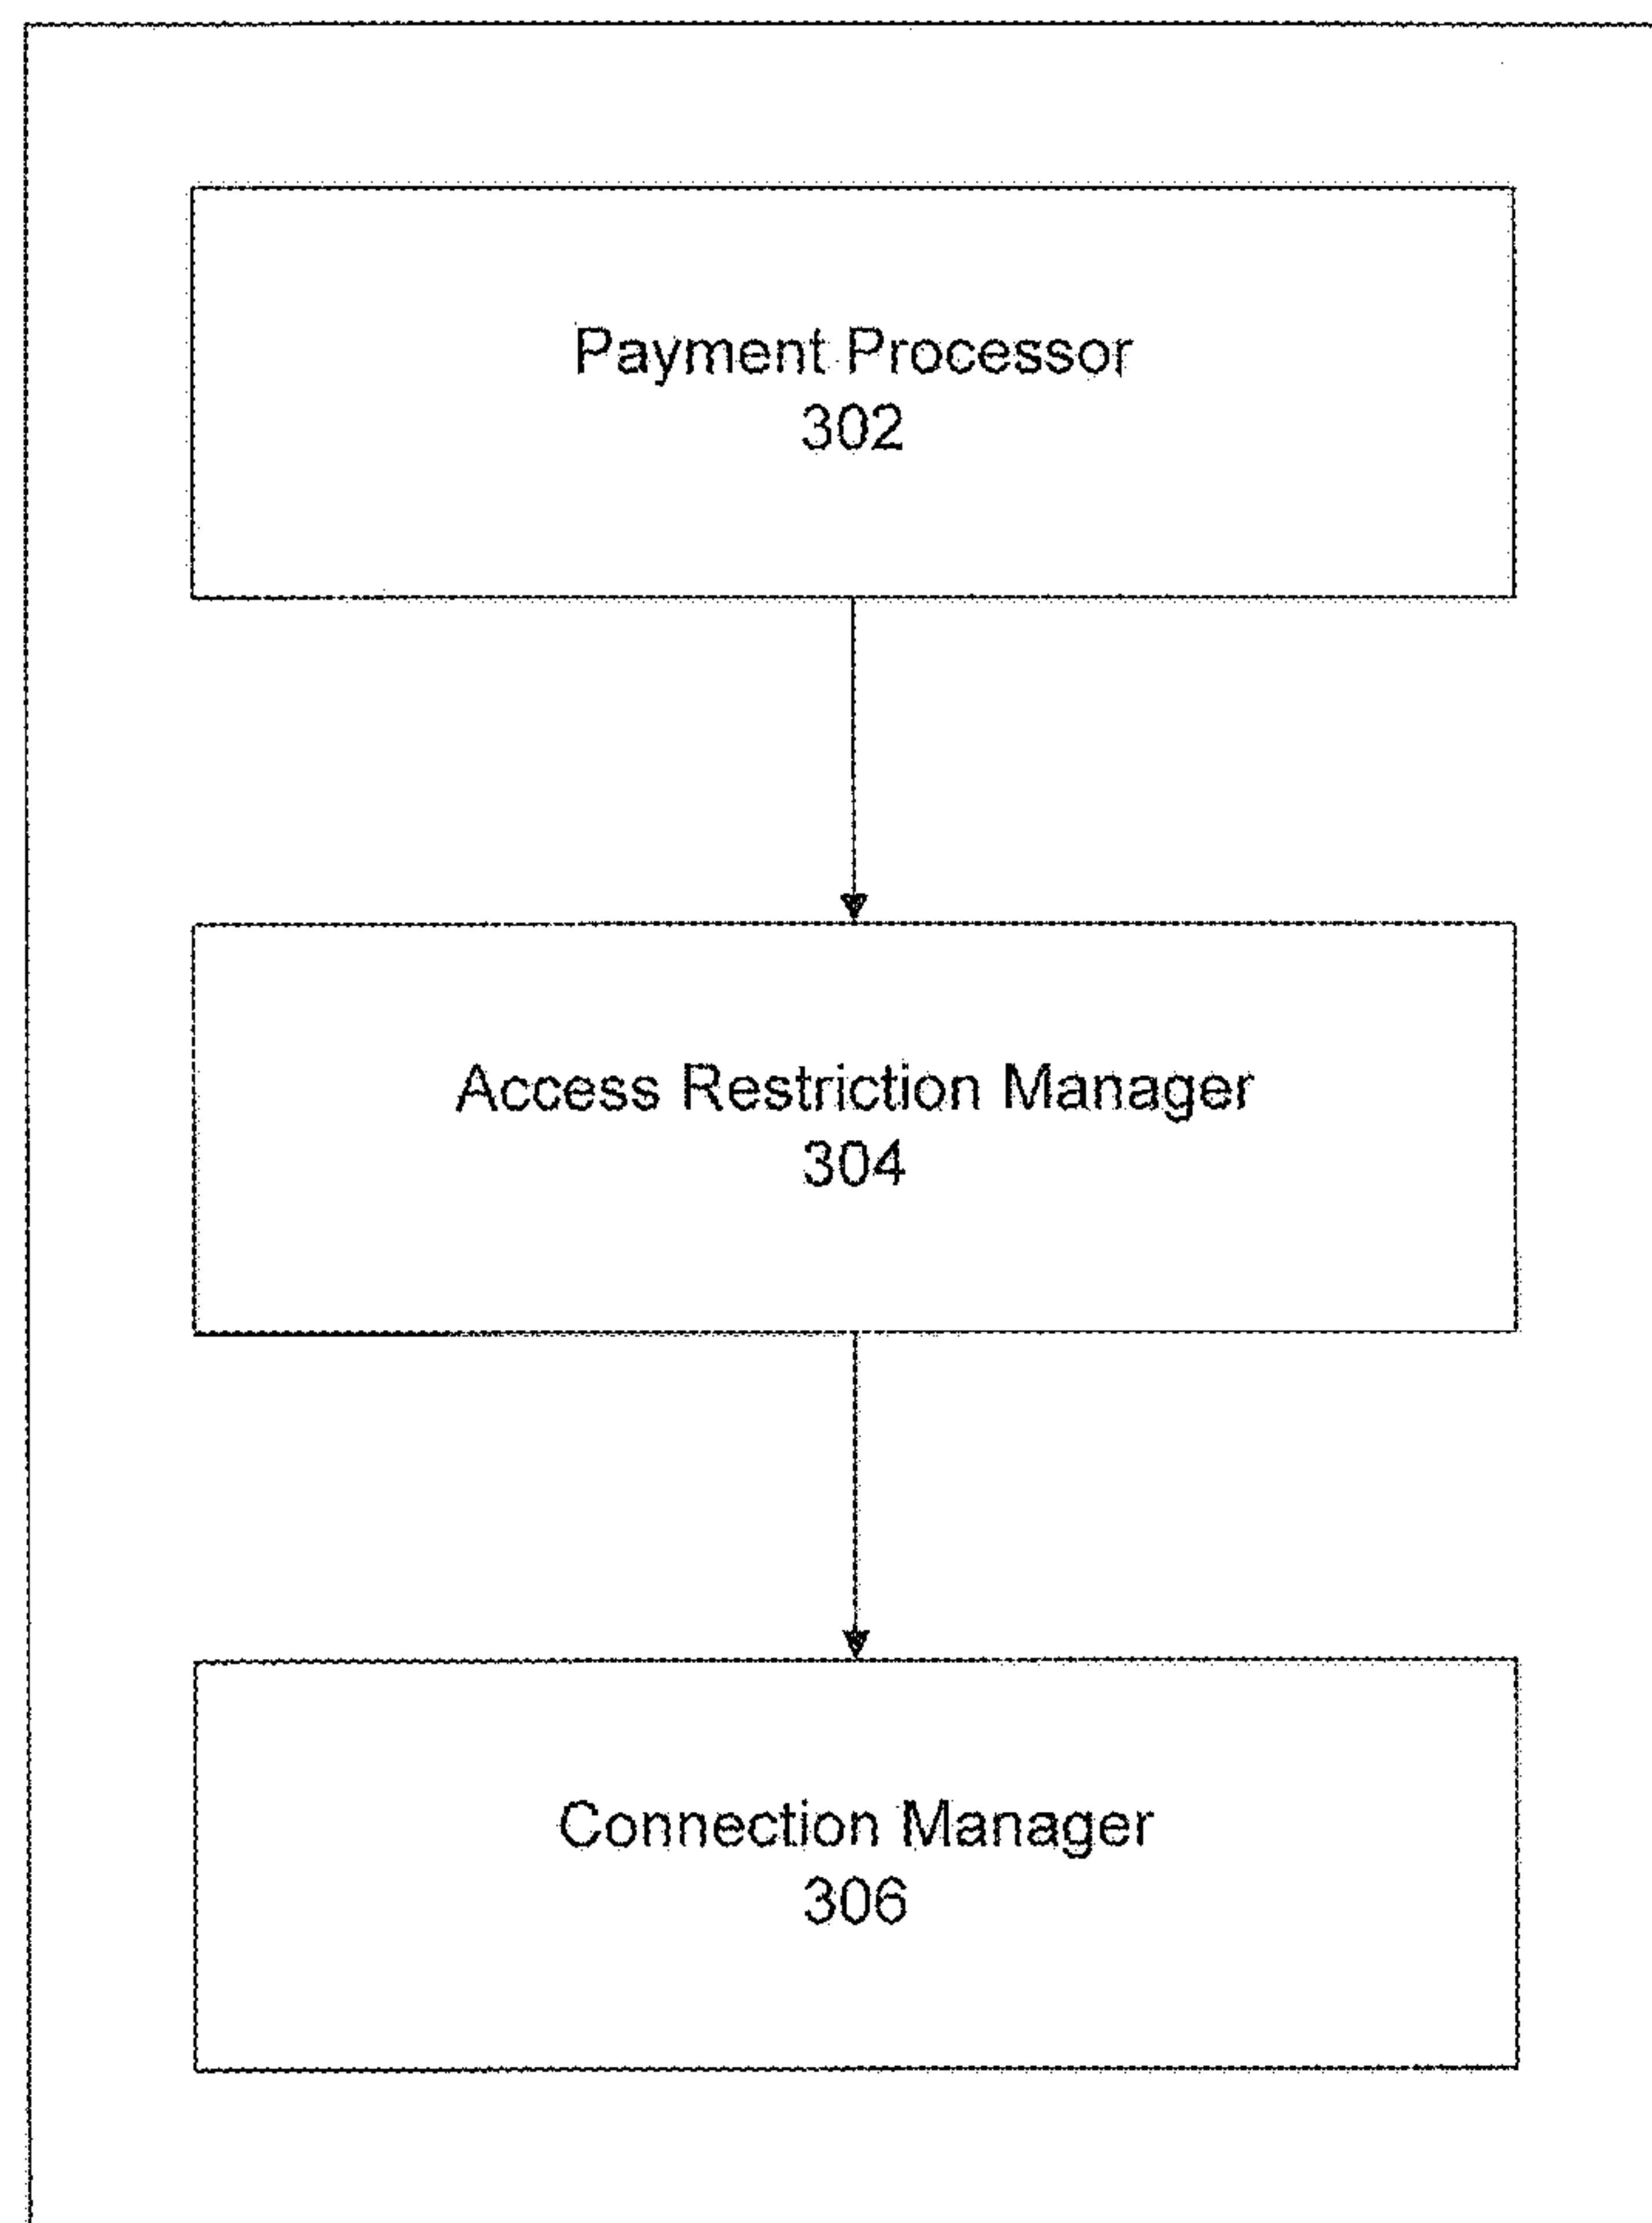 Payment Processor
302
Access Restriction Manager
304
Connection Manager
306